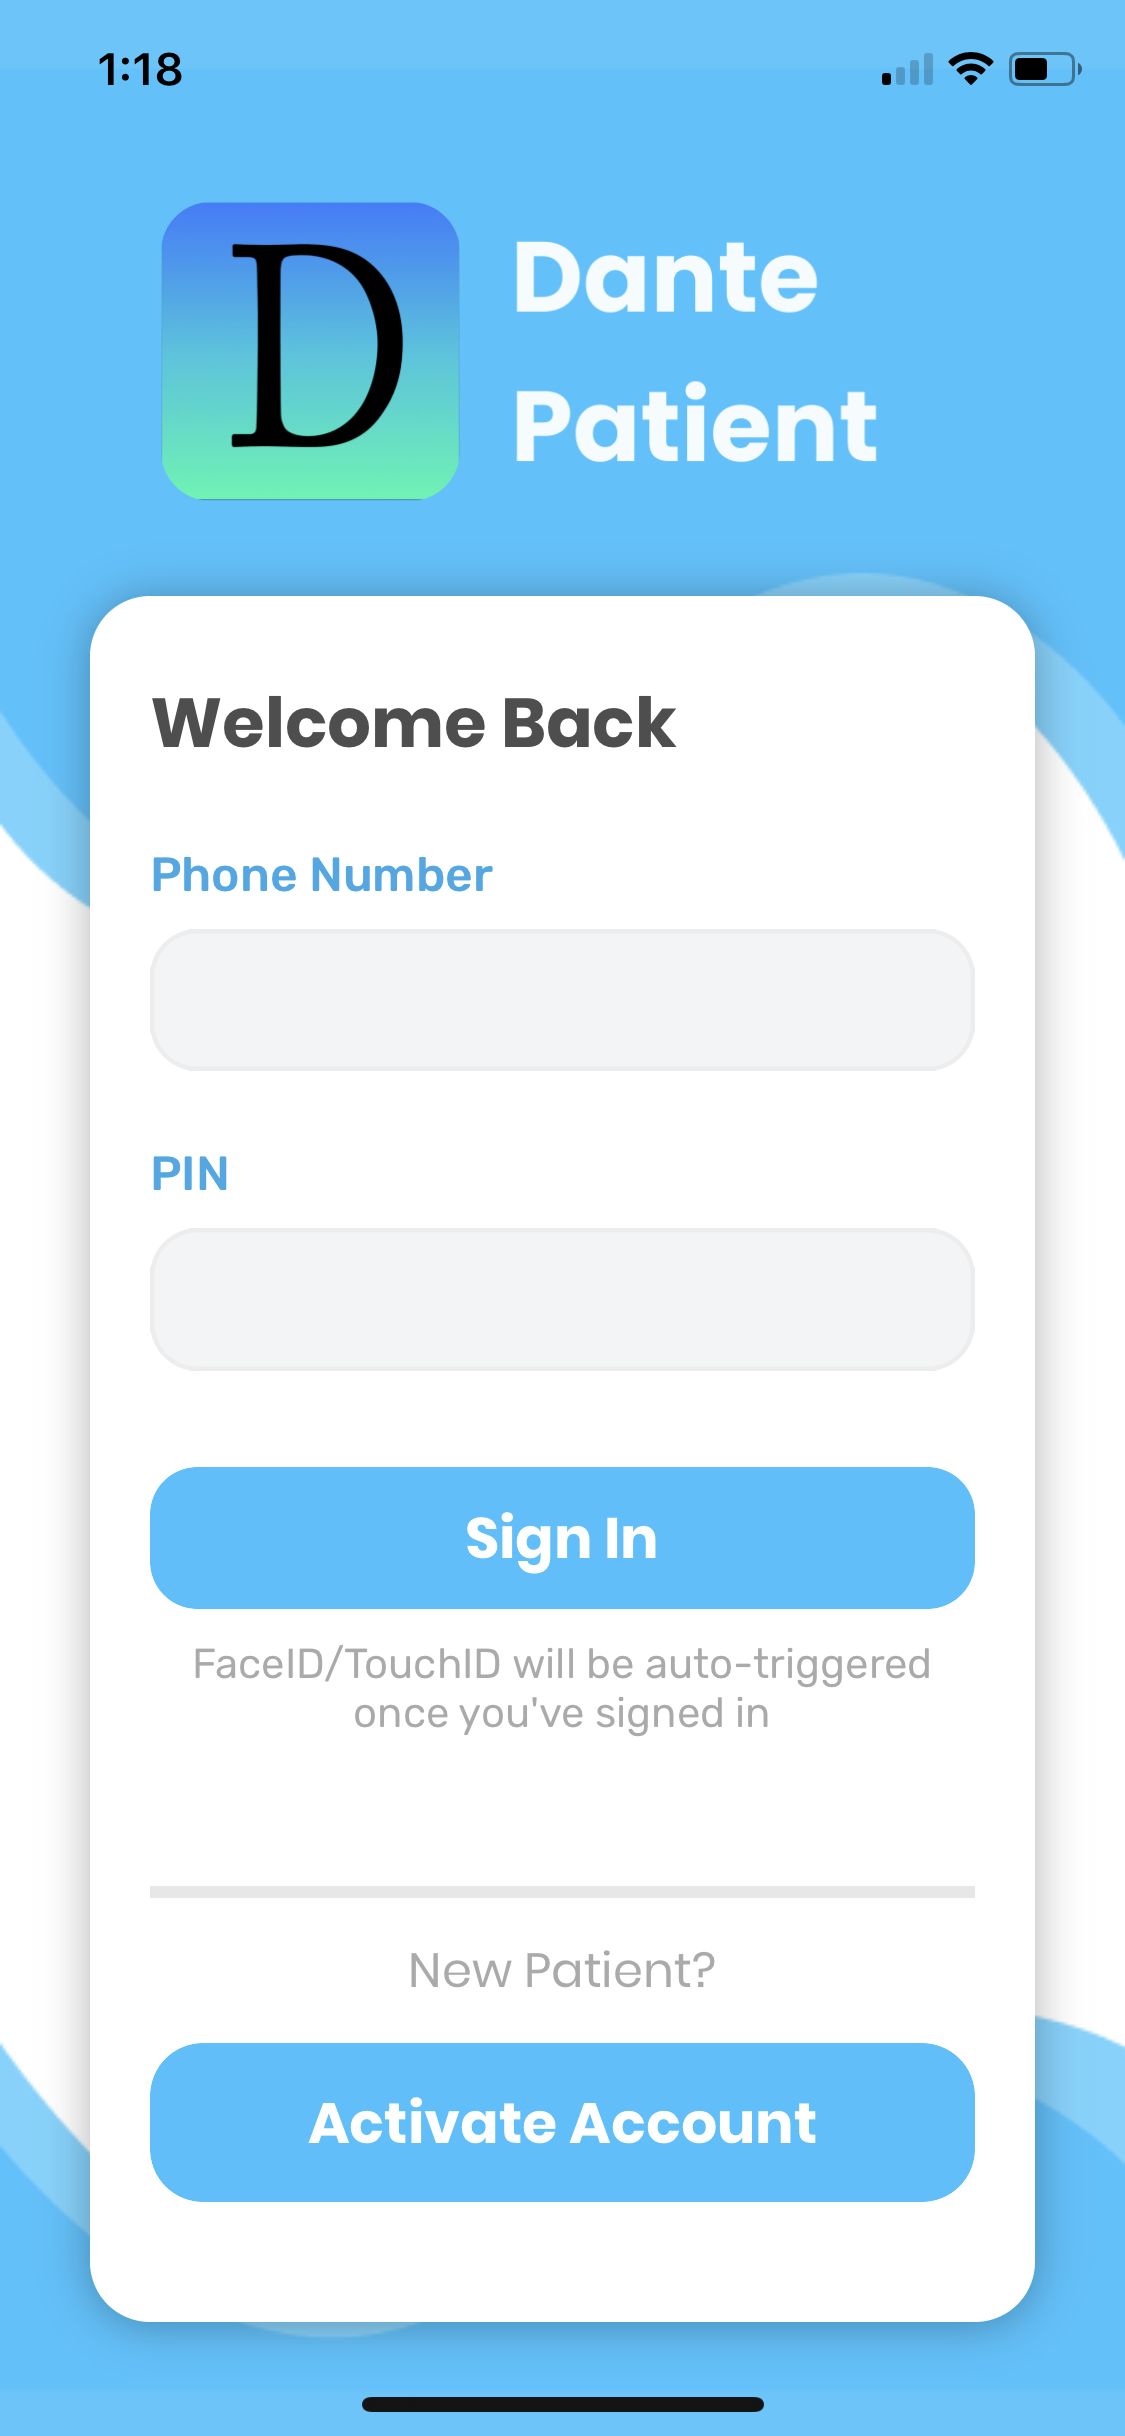 1:18
D
Dante
Patient
Welcome Back
Phone Number
PIN
Sign In
FaceID/TouchID will be auto-triggered
once you've signed in
New Patient?
Activate Account